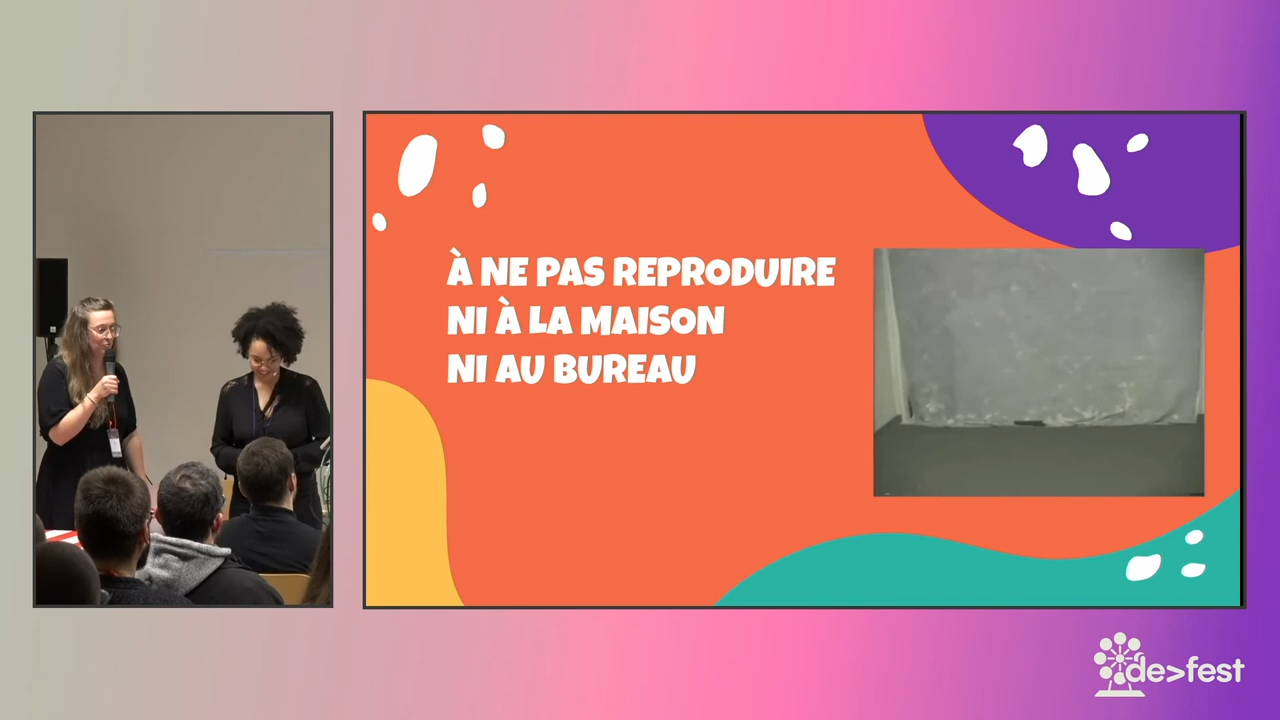 À NE PAS REPRODUIRE
NI À LA MAISON
NI AU BUREAU
de>fest